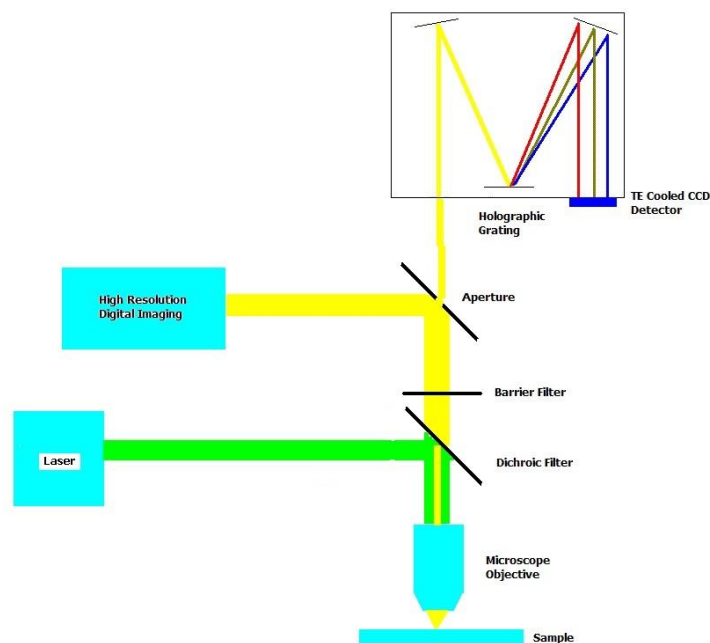 TE Cooled CCD
Detector
Holographic
Grating
High Resolution
Digital Imaging
Aperture
Barrier Filter
Laser
Dichroic Filter
Microscope
Objective
Sample